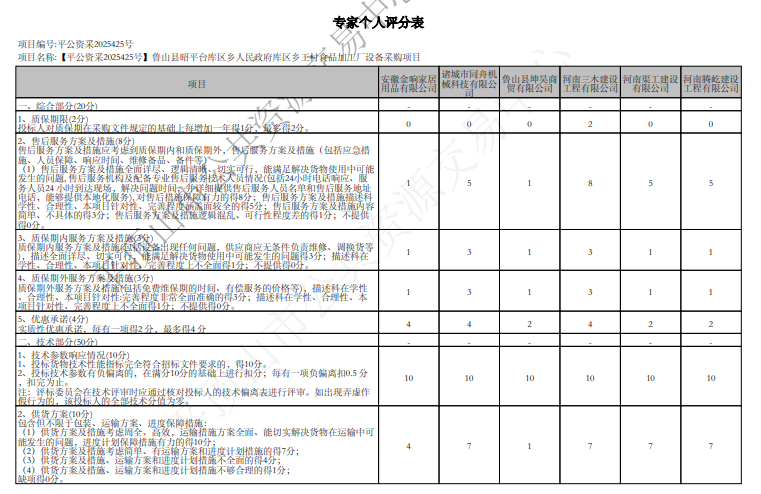 专家个人评分表
项目编号:平公资采2025425号
项目名称:【平公资采2025425号】鲁山县昭平台库区乡人民政府库区乡王村食品加工厂设备采购项目
项目 安徽金响家居用品有限公司 诸城市同舟机械科技有限公司 鲁山县坤昊商贸有限公司 河南三木建设工程有限公司 河南渠工建设有限公司 河南腾屹建设工程有限公司
一、综合部分(20分) - - - - - -
1、质保期限(2分)
投标人对质保期在采购文件规定的基础上每增加一年得1分，最多得2分。
0 0 0 2 0 0
2、售后服务方案及措施(8分)
售后服务方案及措施应考虑到质保期内和质保期外，售后服务方案及措施（包括应急措
施、人员保障、响应时间、维修备品、备件等）
（1）售后服务方案及措施全面详尽、逻辑清晰、切实可行，能满足解决货物使用中可能
发生的问题,售后服务机构及配备专业售后服务技术人员情况(包括24小时电话响应、服
务人员24 小时到达现场，解决问题时间、并详细提供售后服务人员名单和售后服务地址
电话，能够提供本地化服务),对售后措施保障有力的得8分；售后服务方案及措施描述科
学性、合理性、本项目针对性、完善程度涵盖面较全的得5分；售后服务方案及措施内容
简单、不具体的得3分；售后服务方案及措施逻辑混乱、可行性程度差的得1分；不提供
得0分。
1 5 1 8 5 5
3、质保期内服务方案及措施(3分)
质保期内服务方案及措施(包括设备出现任何问题，供应商应无条件负责维修、调换货等
)，描述全面详尽、切实可行，能满足解决货物使用中可能发生的问题得3分；描述科在
学性、合理性、本项目针对性、完善程度上不全面得1分；不提供得0分。
1 3 1 3 1 1
4、质保期外服务方案及措施(3分)
质保期外服务方案及措施(包括免费维保期的时间、有偿服务的价格等)，描述科在学性
、合理性、本项目针对性:完善程度非常全面准确的得3分；描述科在学性、合理性、本
项目针对性、完善程度上不全面得1分；不提供得0分。
1 3 1 3 1 1
5、优惠承诺(4分)
实质性优惠承诺，每有一项得2 分，最多得4 分
4 4 2 4 2 2
二、技术部分(50分) - - - - - -
1、技术参数响应情况(10分)
1、投标货物技术性能指标完全符合招标文件要求的，得10分。
2、投标技术参数有负偏离的，在满分10分的基础上进行扣分；每有一项负偏离扣0.5 分
，扣完为止。
注：评标委员会在技术评审时应通过核对投标人的技术偏离表进行评审。如出现弄虚作
假行为的，该投标人的全部技术分值为零。
10 10 10 10 10 10
2、供货方案(10分)
包含但不限于包装、运输方案、进度保障措施:
（1）供货方案及措施考虑周全、高效，运输措施方案全面、能切实解决货物在运输中可
能发生的问题，进度计划保障措施有力的得10分；
（2）供货方案及措施考虑简单、有运输方案和进度计划措施的得7分；
（3）供货方案及措施、运输方案和进度计划措施不全面的得4分；
（4）供货方案及措施、运输方案和进度计划措施不够合理的得1分；
缺项得0分。
4 7 1 7 7 7